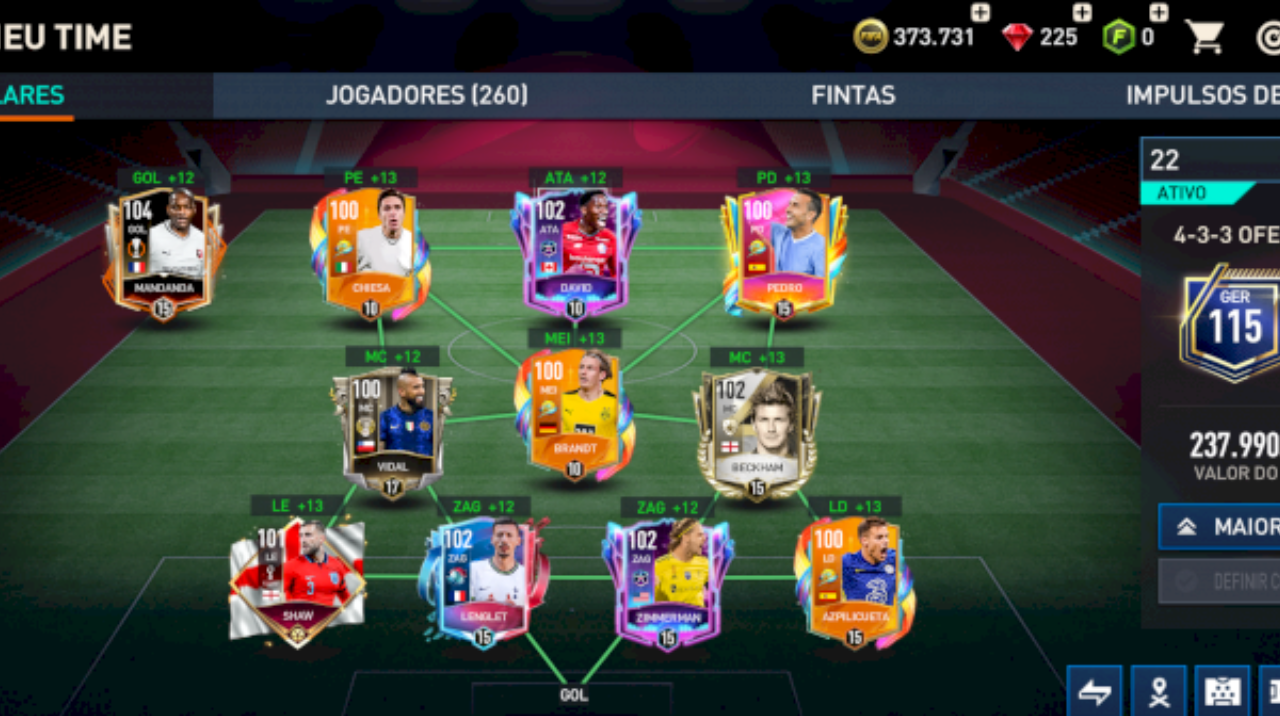 IEU TIME
373.731
225
0
LARES
JOGADORES (260)
FINTAS
IMPULSOS DE
22
ATIVO
4-3-3 OFE
GER
115
237.990
VALOR DO
MAIOR
DEFINIR C
GOL +12
104
GOL
MANDANDA
15
PE +13
100
PE
CHIESA
10
ATA +12
102
ATA
DAVID
10
PD +13
100
PD
PEDRO
15
MC +12
100
MC
VIDAL
17
MEI +13
100
MEI
BRANDT
10
MC +13
102
MC
BECKHAM
15
LE +13
101
LE
SHAW
ZAG +12
102
ZAG
LENGLET
15
ZAG +12
102
ZAG
ZIMMERMAN
15
LD +13
100
LD
AZPILICUETA
15
GOL